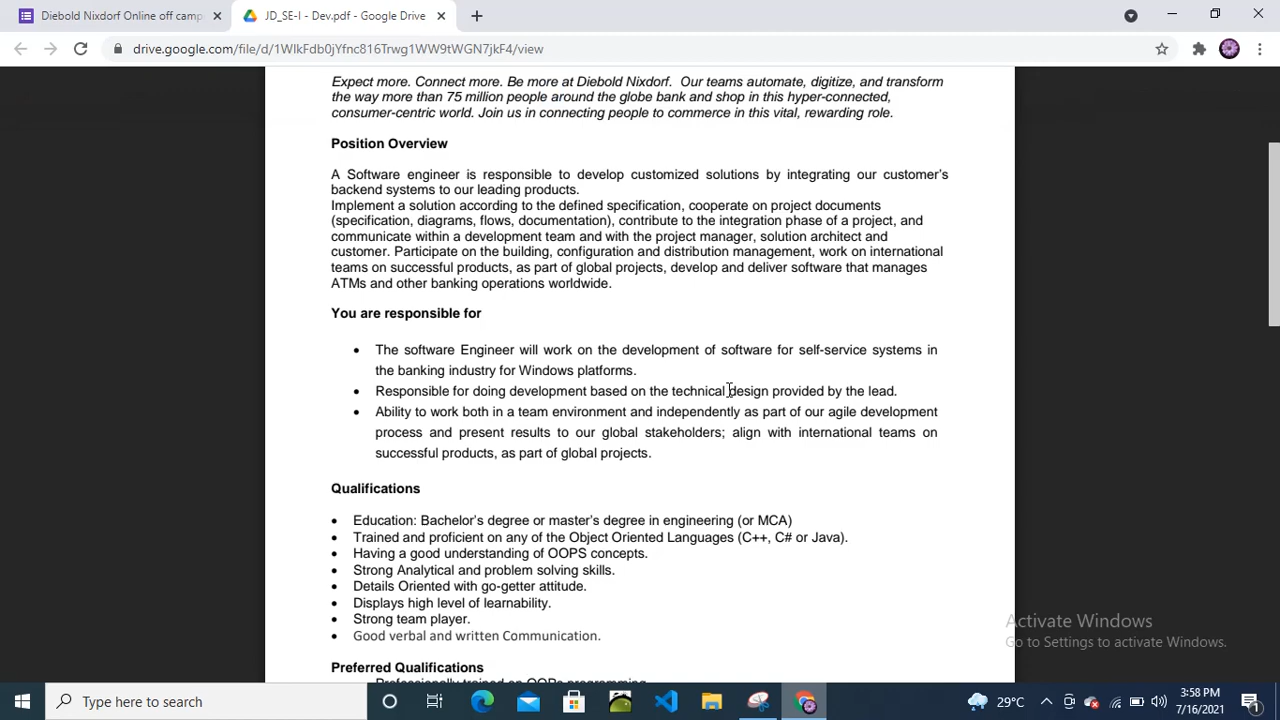 Diebold Nixdorf Online off camp
JD_SE-I - Dev.pdf - Google Drive
drive.google.com/file/d/1WIkFdb0jYfnc816Trwg1WW9tWGN7jkF4/view
Expect more. Connect more. Be more at Diebold Nixdorf. Our teams automate, digitize, and transform
the way more than 75 million people around the globe bank and shop in this hyper-connected,
consumer-centric world. Join us in connecting people to commerce in this vital, rewarding role.
Position Overview
A Software engineer is responsible to develop customized solutions by integrating our customer's
backend systems to our leading products.
Implement a solution according to the defined specification, cooperate on project documents
(specification, diagrams, flows, documentation), contribute to the integration phase of a project, and
communicate within a development team and with the project manager, solution architect and
customer. Participate on the building, configuration and distribution management, work on international
teams on successful products, as part of global projects, develop and deliver software that manages
ATMs and other banking operations worldwide.
You are responsible for
• The software Engineer will work on the development of software for self-service systems in
the banking industry for Windows platforms.
• Responsible for doing development based on the technical design provided by the lead.
• Ability to work both in a team environment and independently as part of our agile development
process and present results to our global stakeholders; align with international teams on
successful products, as part of global projects.
Qualifications
• Education: Bachelor's degree or master's degree in engineering (or MCA)
• Trained and proficient on any of the Object Oriented Languages (C++, C# or Java).
• Having a good understanding of OOPS concepts.
• Strong Analytical and problem solving skills.
• Details Oriented with go-getter attitude.
• Displays high level of learnability.
• Strong team player.
• Good verbal and written Communication.
Preferred Qualifications
Professionally trained on OOPs programming
Activate Windows
Go to Settings to activate Windows.
Type here to search
29°C
3:58 PM
7/16/2021
1